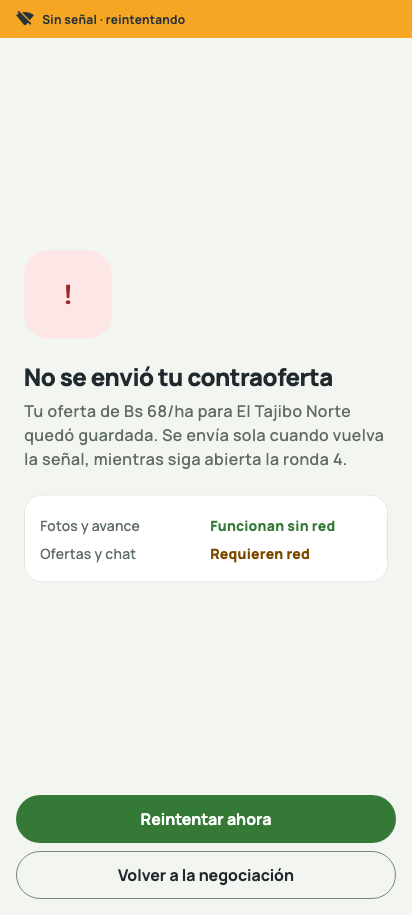 Sin señal · reintentando
!
No se envió tu contraoferta
Tu oferta de Bs 68/ha para El Tajibo Norte
quedó guardada. Se envía sola cuando vuelva
la señal, mientras siga abierta la ronda 4.
Fotos y avance Funcionan sin red
Ofertas y chat Requieren red
Reintentar ahora
Volver a la negociación